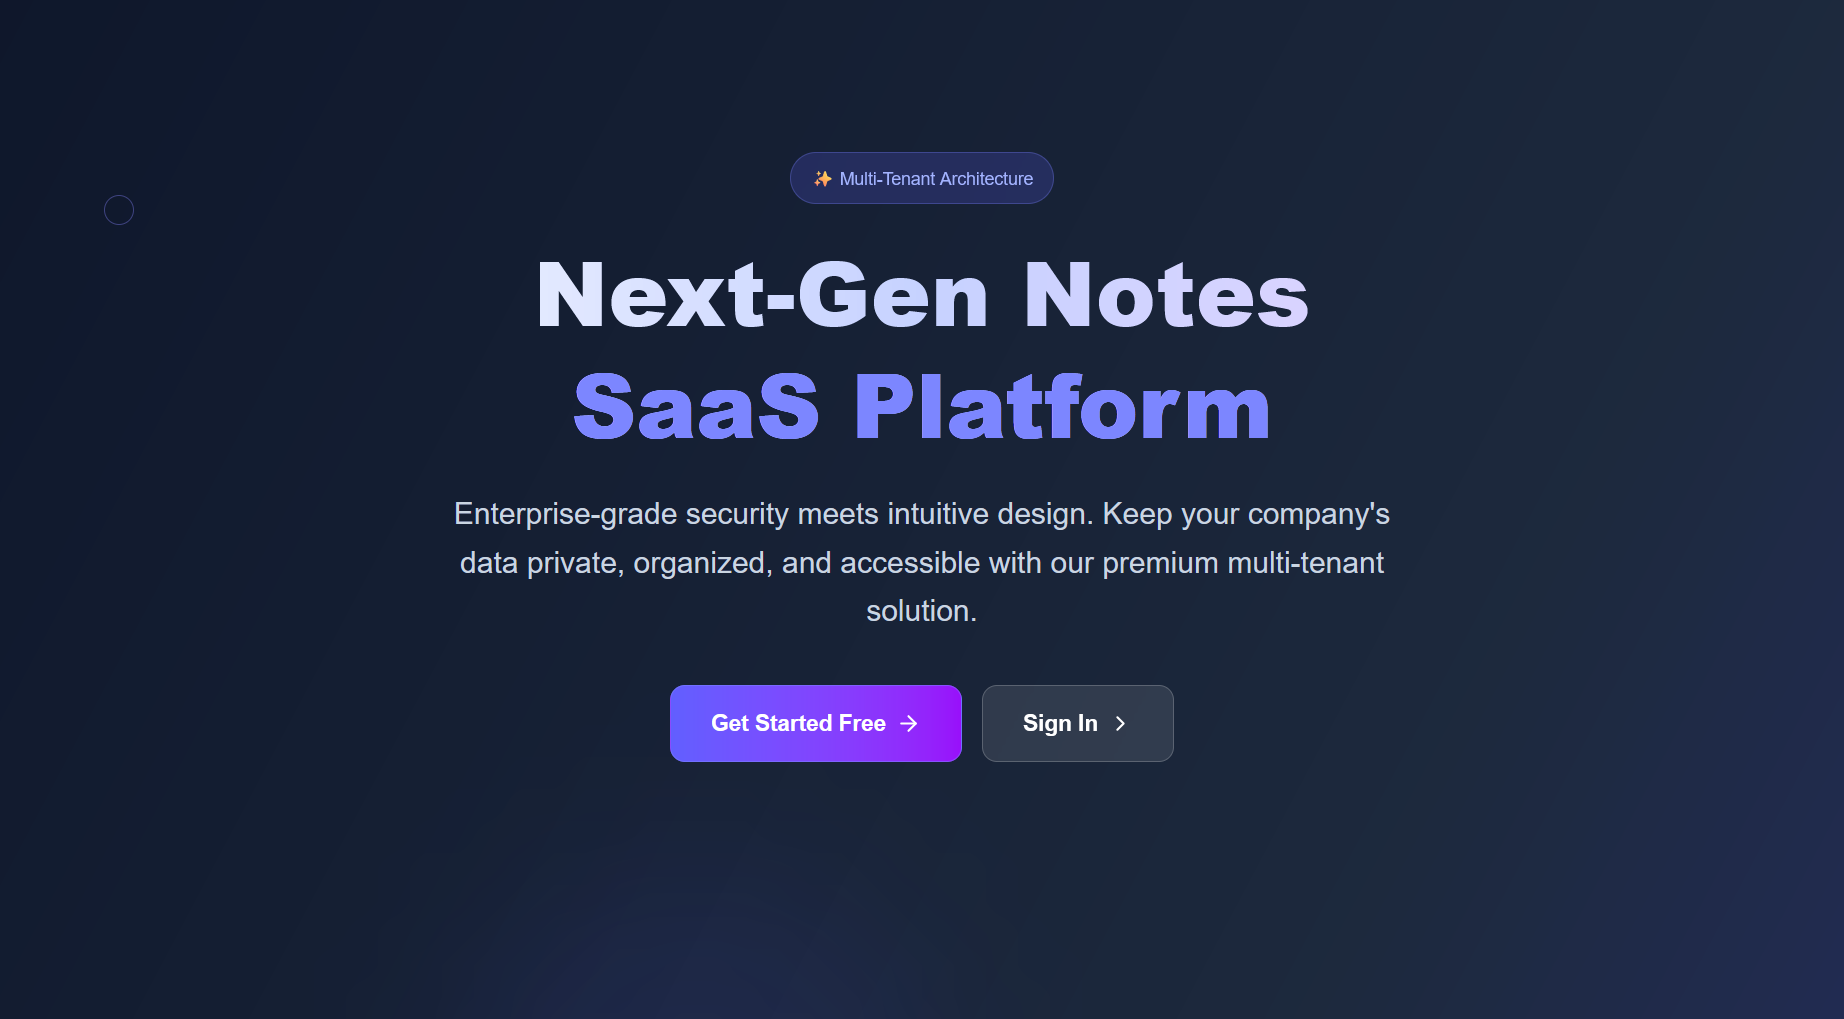 ✨ Multi-Tenant Architecture
Next-Gen Notes
SaaS Platform
Enterprise-grade security meets intuitive design. Keep your company's
data private, organized, and accessible with our premium multi-tenant
solution.
Get Started Free →
Sign In >